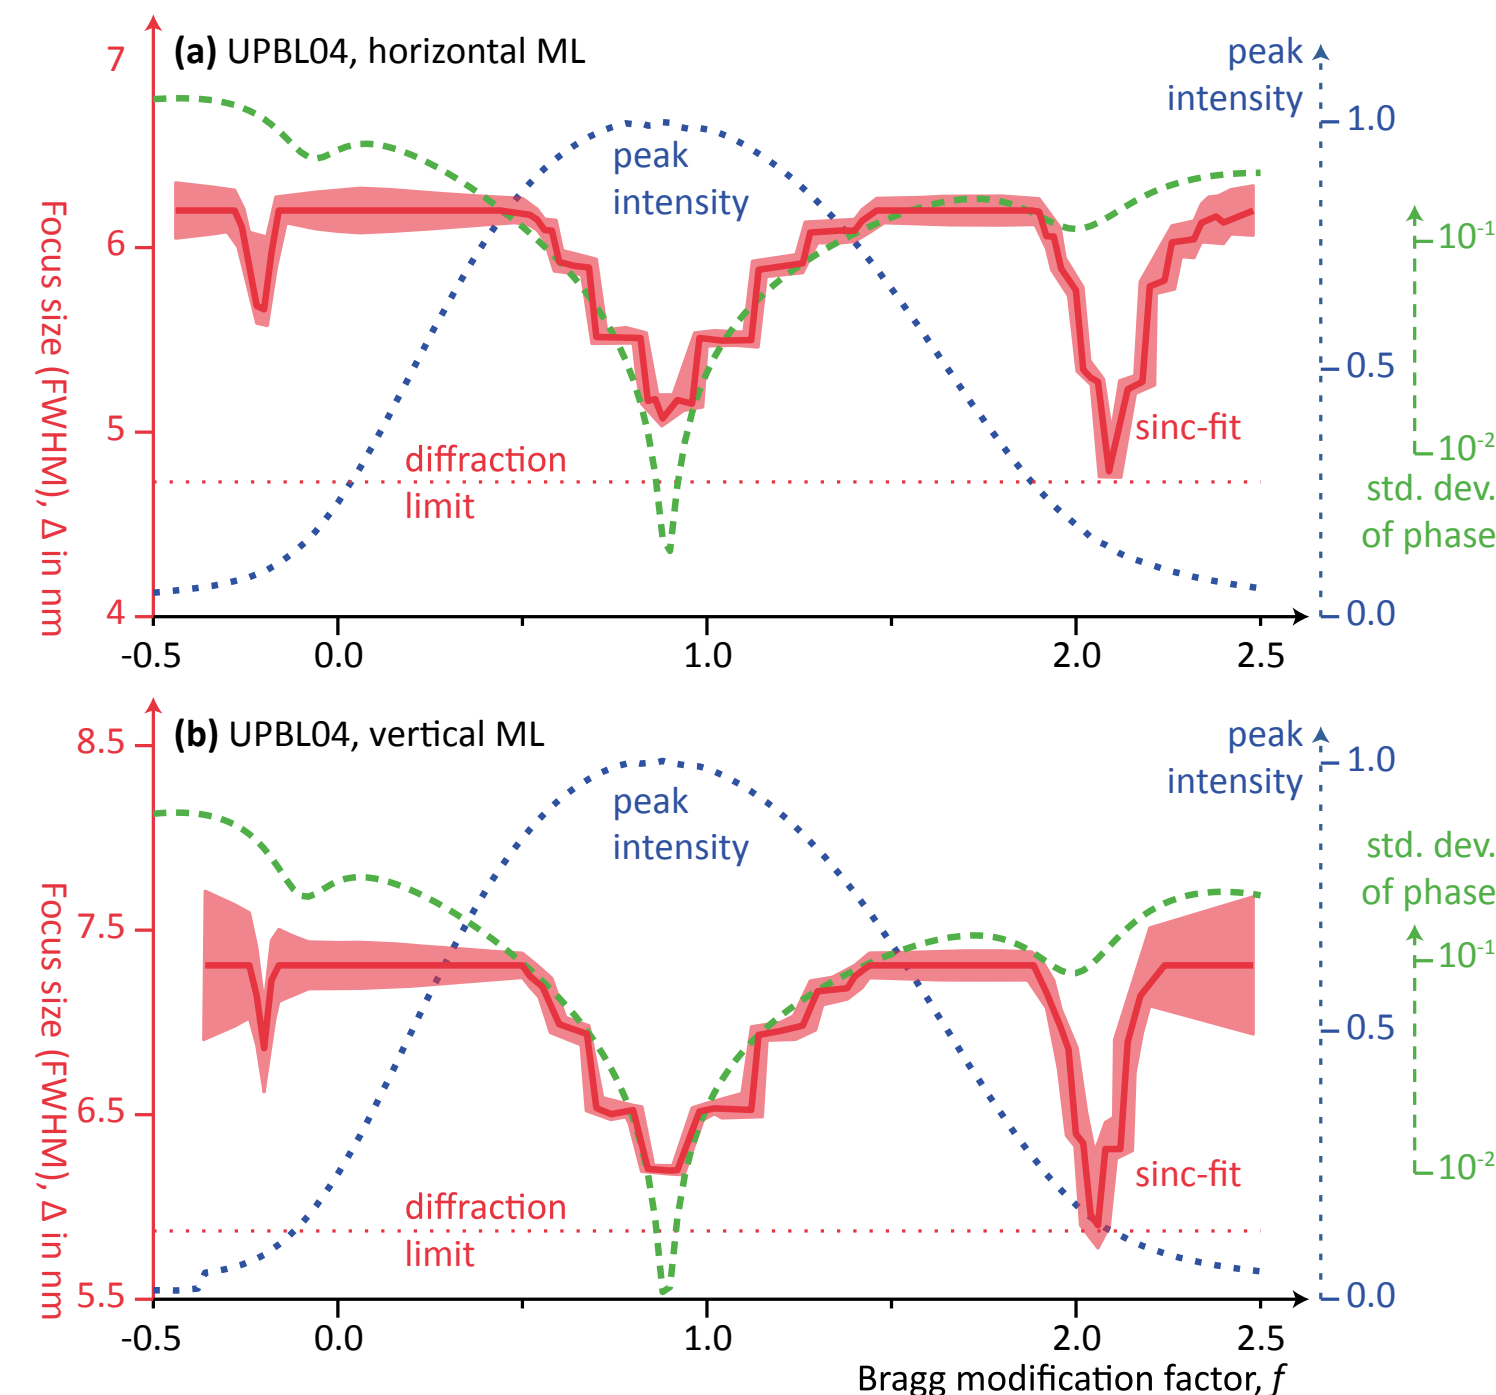 (a) UPBL04, horizontal ML
7
6
5
4
Focus size (FWHM), Δ in nm
peak
intensity
peak
intensity
1.0
0.5
0.0
10-1
10-2
std. dev.
of phase
sinc-fit
diffraction
limit
-0.5
0.0
1.0
2.0
2.5
(b) UPBL04, vertical ML
8.5
7.5
6.5
5.5
Focus size (FWHM), Δ in nm
peak
intensity
peak
intensity
1.0
0.5
0.0
std. dev.
of phase
10-1
10-2
sinc-fit
diffraction
limit
-0.5
0.0
1.0
2.0
2.5
Bragg modification factor, f